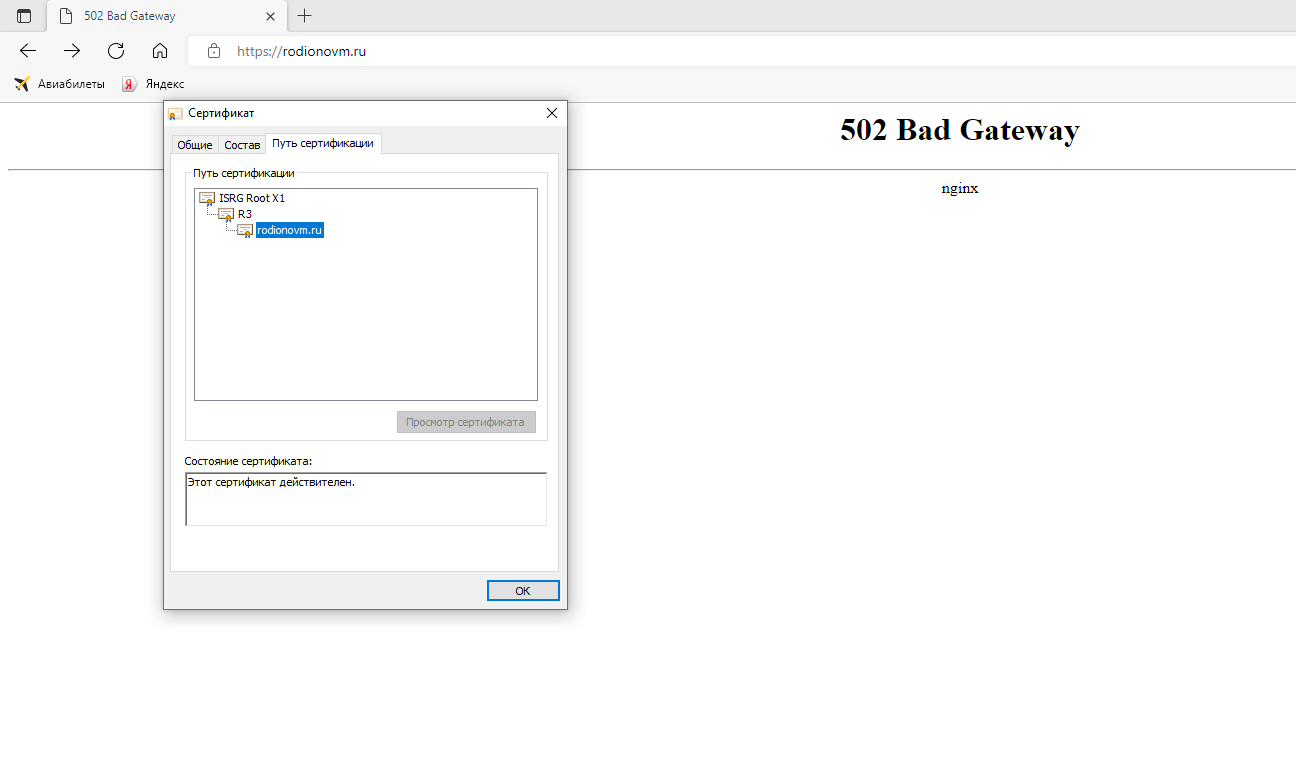 502 Bad Gateway
https://rodionovm.ru
Авиабилеты
Яндекс
Сертификат
Общие
Состав
Путь сертификации
Путь сертификации
ISRG Root X1
R3
rodionovm.ru
Просмотр сертификата
Состояние сертификата:
Этот сертификат действителен.
ОК
502 Bad Gateway
nginx